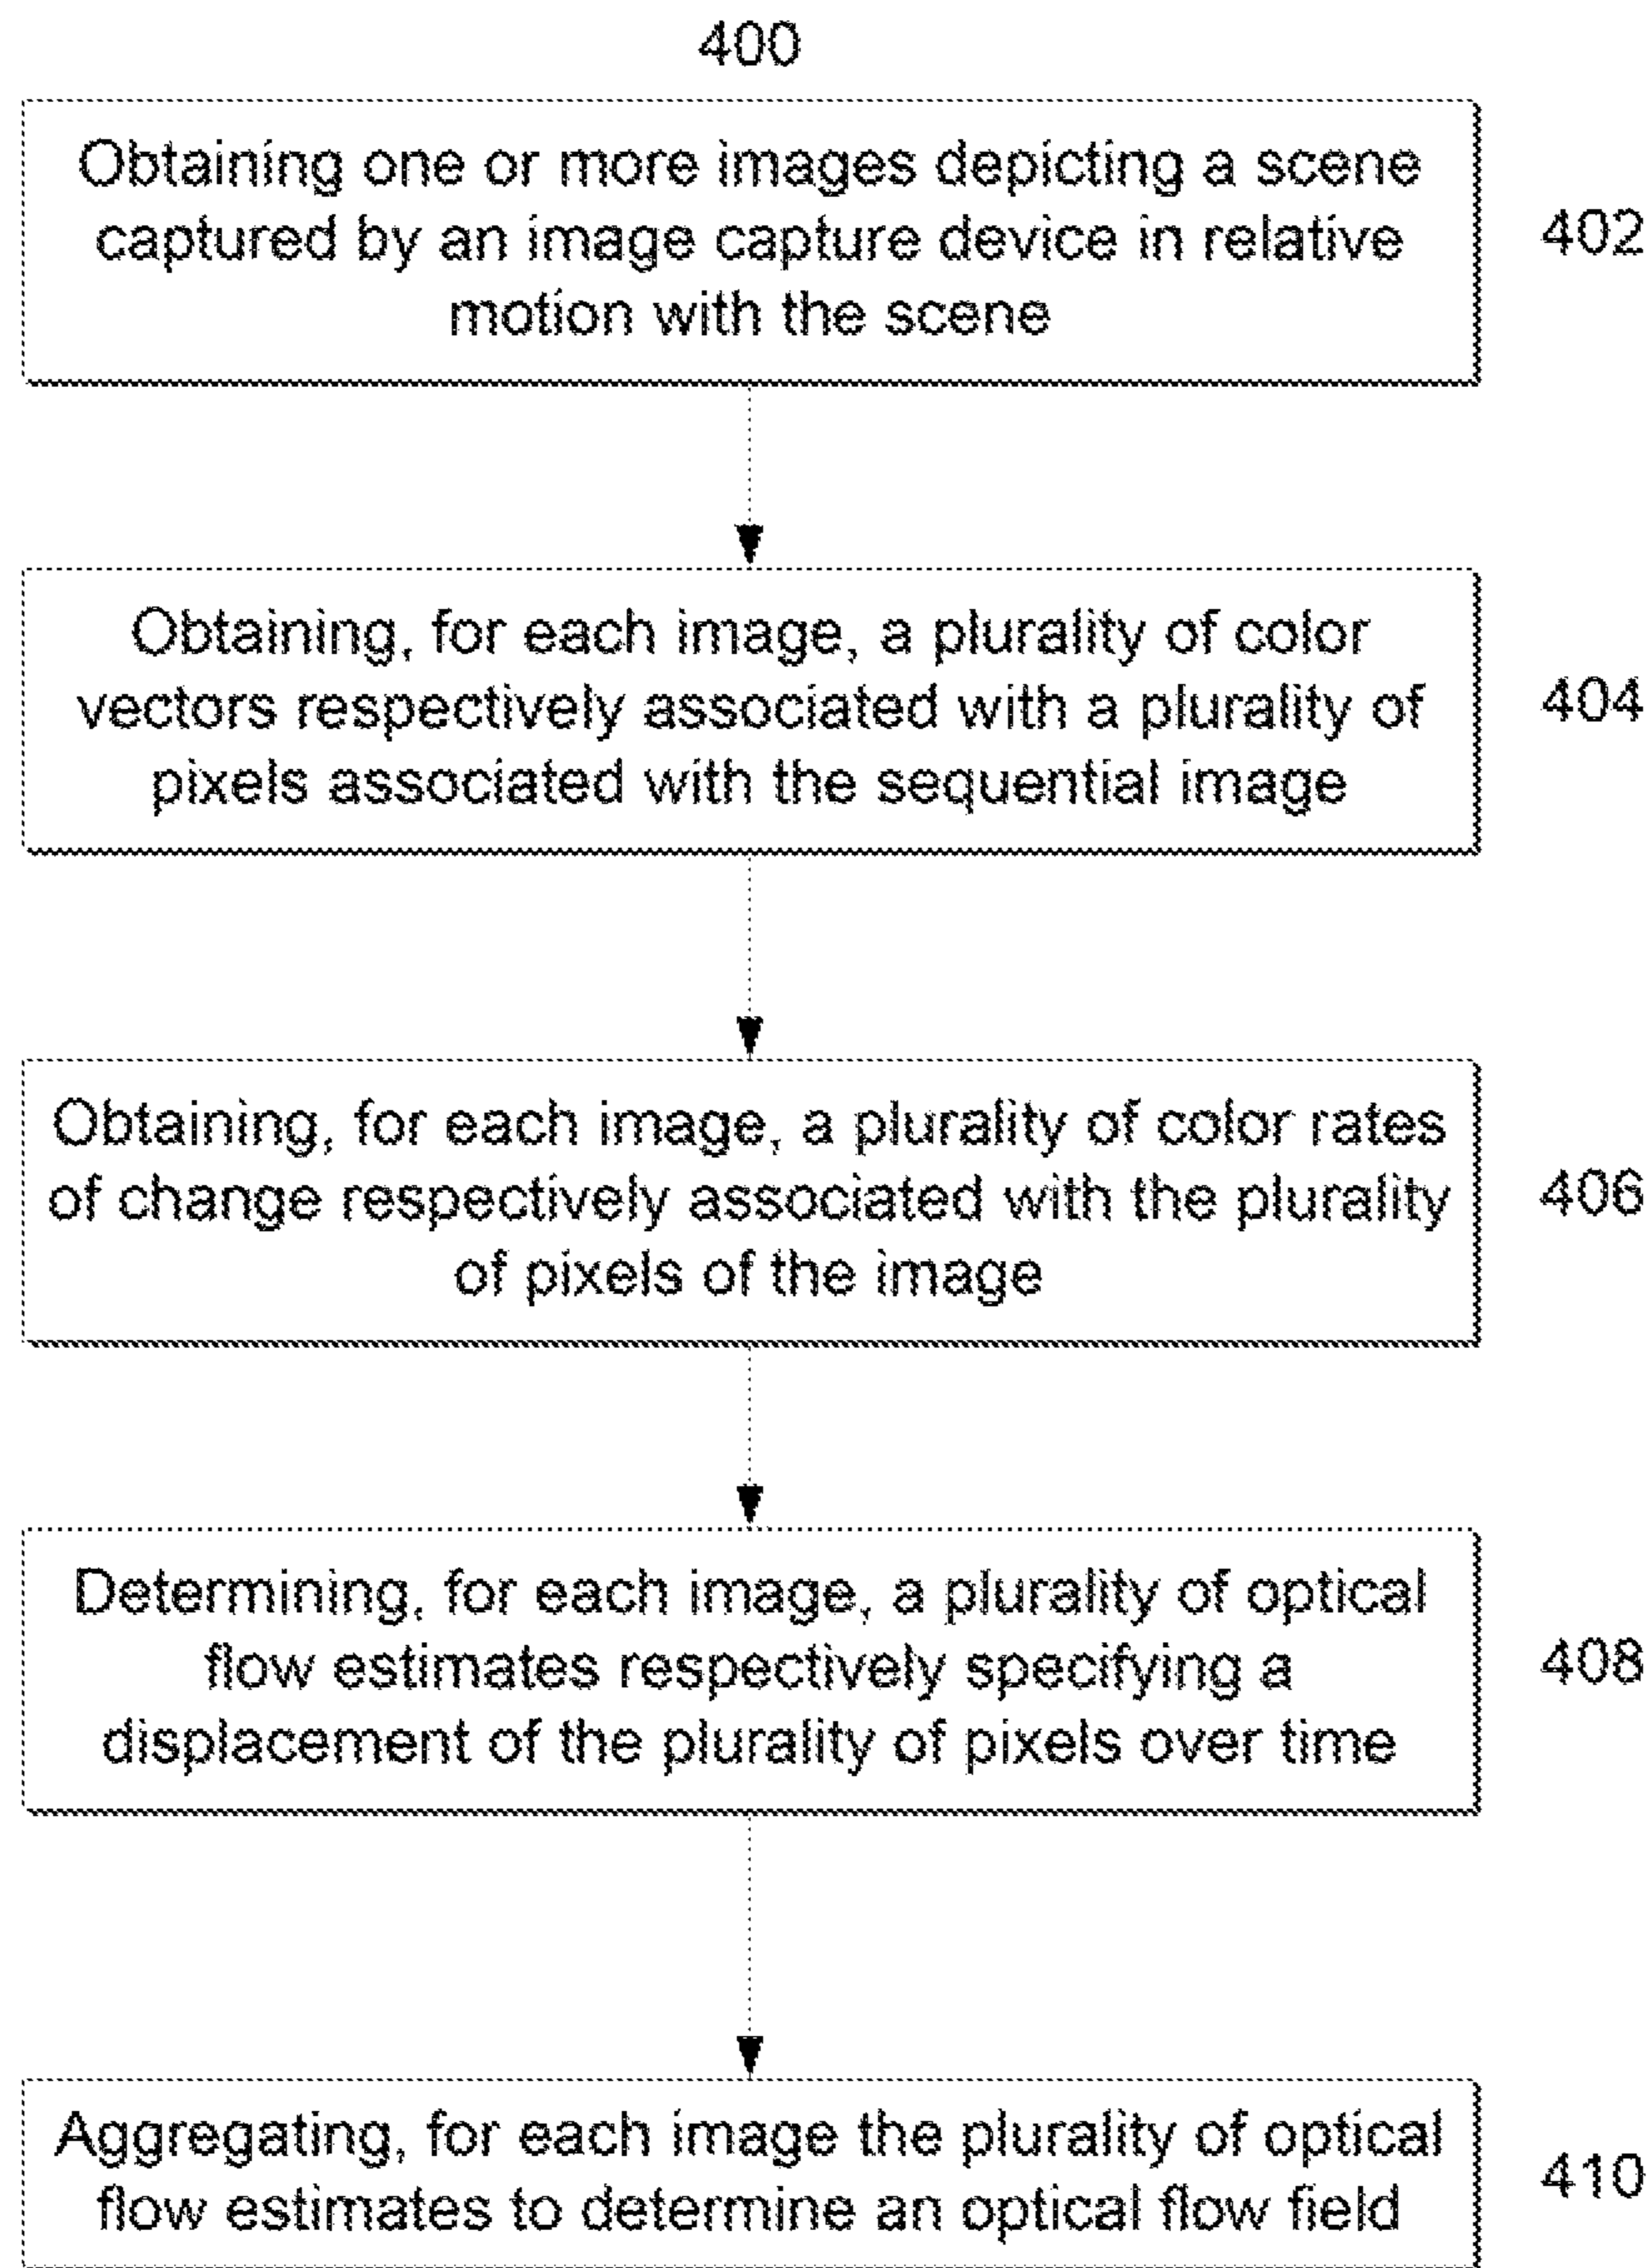 400
Obtaining one or more images depicting a scene
captured by an image capture device in relative
motion with the scene
402
Obtaining, for each image, a plurality of color
vectors respectively associated with a plurality of
pixels associated with the sequential image
404
Obtaining, for each image, a plurality of color rates
of change respectively associated with the plurality
of pixels of the image
406
Determining, for each image, a plurality of optical
flow estimates respectively specifying a
displacement of the plurality of pixels over time
408
Aggregating, for each image the plurality of optical
flow estimates to determine an optical flow field
410